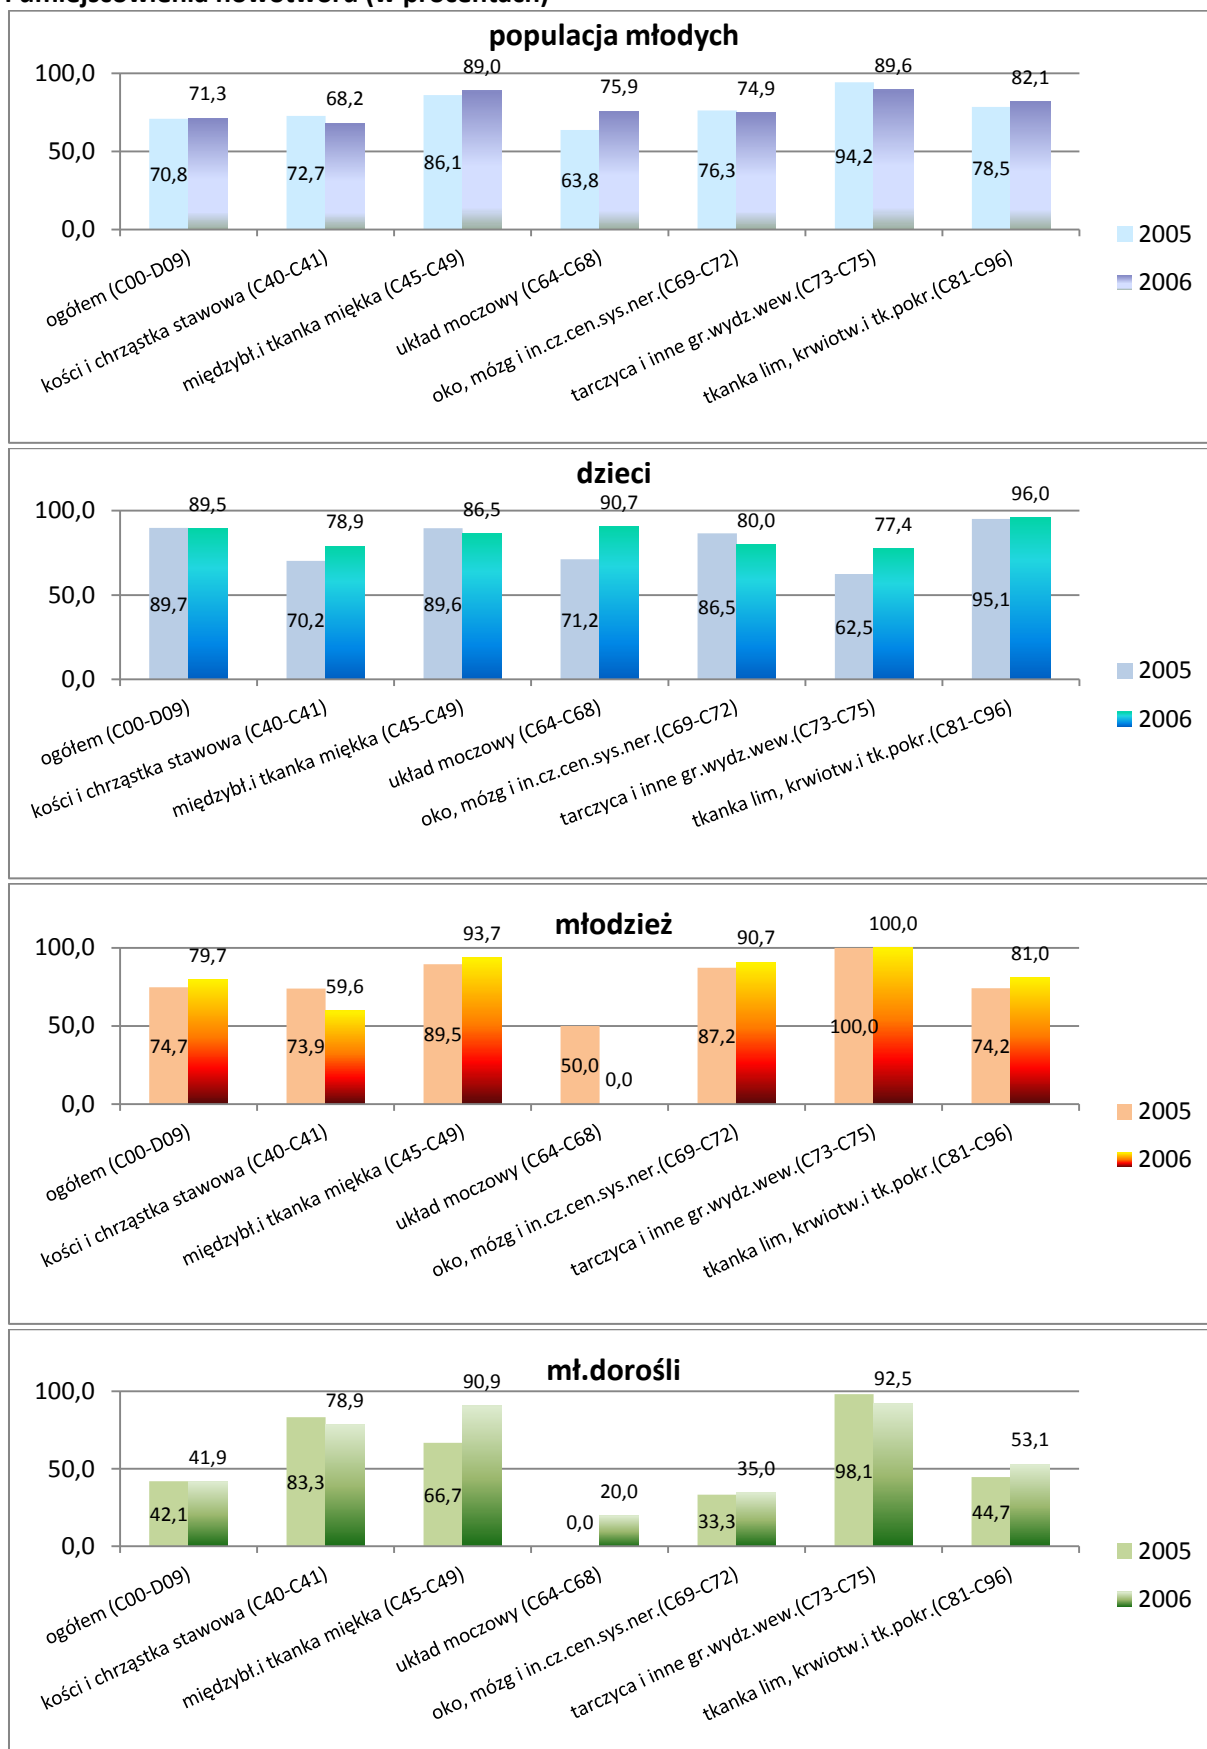 umiejscowienia nowotworu (w procentach)
populacja młodych
100,0
50,0
0,0
70,8
71,3
72,7
68,2
86,1
89,0
63,8
75,9
76,3
74,9
94,2
89,6
78,5
82,1
ogółem (C00-D09)
kości i chrząstka stawowa (C40-C41)
międzybł.i tkanka miękka (C45-C49)
układ moczowy (C64-C68)
oko, mózg i in.cz.cen.sys.ner.(C69-C72)
tarczyca i inne gr.wydz.wew.(C73-C75)
tkanka lim, krwiotw.i tk.pokr.(C81-C96)
2005
2006
dzieci
100,0
50,0
0,0
89,7
89,5
70,2
78,9
89,6
86,5
71,2
90,7
86,5
80,0
62,5
77,4
95,1
96,0
ogółem (C00-D09)
kości i chrząstka stawowa (C40-C41)
międzybł.i tkanka miękka (C45-C49)
układ moczowy (C64-C68)
oko, mózg i in.cz.cen.sys.ner.(C69-C72)
tarczyca i inne gr.wydz.wew.(C73-C75)
tkanka lim, krwiotw.i tk.pokr.(C81-C96)
2005
2006
młodzież
100,0
50,0
0,0
74,7
79,7
73,9
59,6
89,5
93,7
50,0
0,0
87,2
90,7
100,0
100,0
74,2
81,0
ogółem (C00-D09)
kości i chrząstka stawowa (C40-C41)
międzybł.i tkanka miękka (C45-C49)
układ moczowy (C64-C68)
oko, mózg i in.cz.cen.sys.ner.(C69-C72)
tarczyca i inne gr.wydz.wew.(C73-C75)
tkanka lim, krwiotw.i tk.pokr.(C81-C96)
2005
2006
mł.dorośli
100,0
50,0
0,0
42,1
41,9
83,3
78,9
66,7
90,9
0,0
20,0
33,3
35,0
98,1
92,5
44,7
53,1
ogółem (C00-D09)
kości i chrząstka stawowa (C40-C41)
międzybł.i tkanka miękka (C45-C49)
układ moczowy (C64-C68)
oko, mózg i in.cz.cen.sys.ner.(C69-C72)
tarczyca i inne gr.wydz.wew.(C73-C75)
tkanka lim, krwiotw.i tk.pokr.(C81-C96)
2005
2006